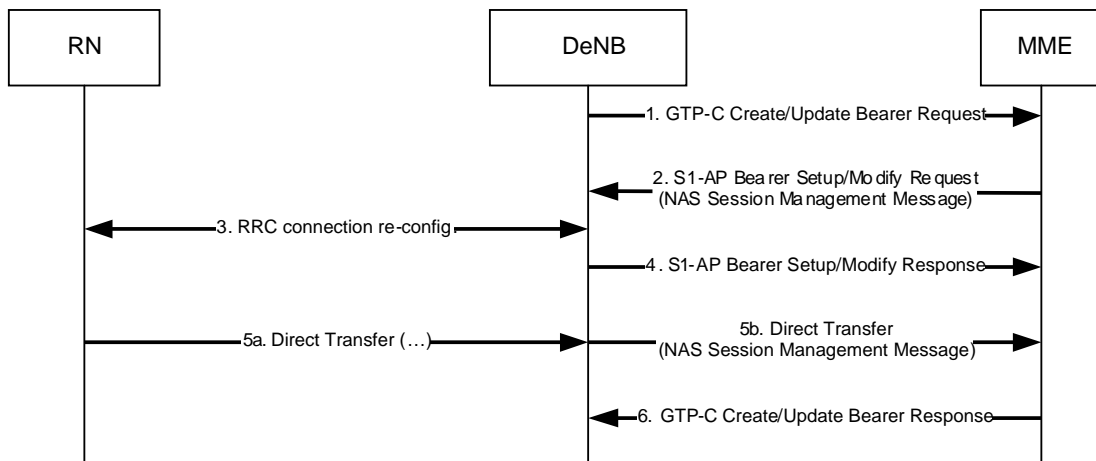 RN
DeNB
MME
1. GTP-C Create/Update Bearer Request
2. S1-AP Bearer Setup/Modify Request
(NAS Session Management Message)
3. RRC connection re-config.
4. S1-AP Bearer Setup/Modify Response
5a. Direct Transfer (…)
5b. Direct Transfer
(NAS Session Management Message)
6. GTP-C Create/Update Bearer Response